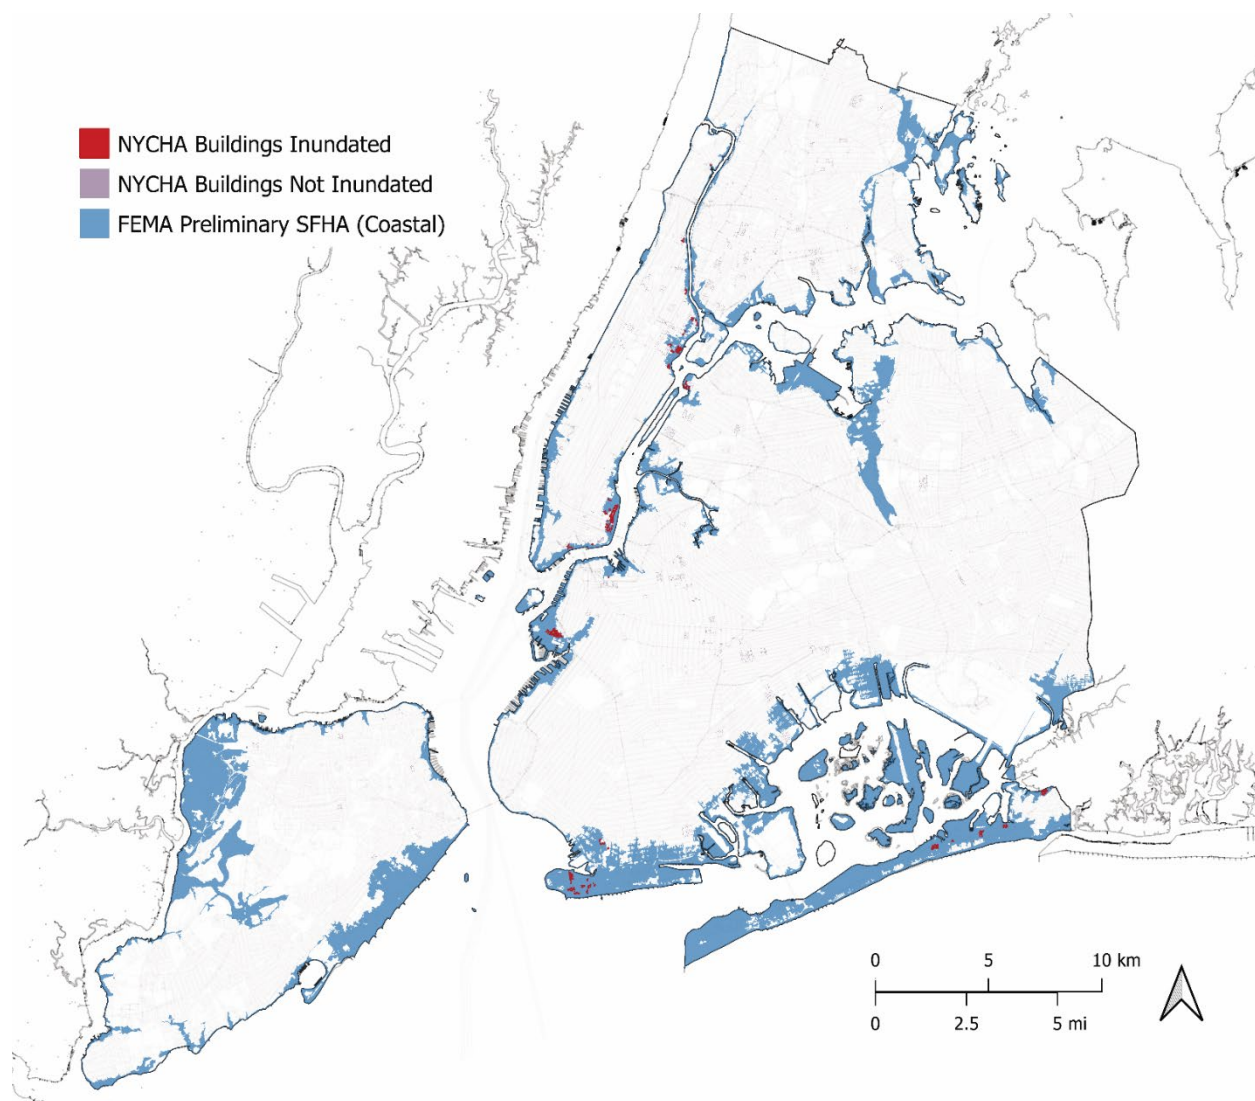 NYCHA Buildings Inundated
NYCHA Buildings Not Inundated
FEMA Preliminary SFHA (Coastal)
0 5 10 km
0 2.5 5 mi